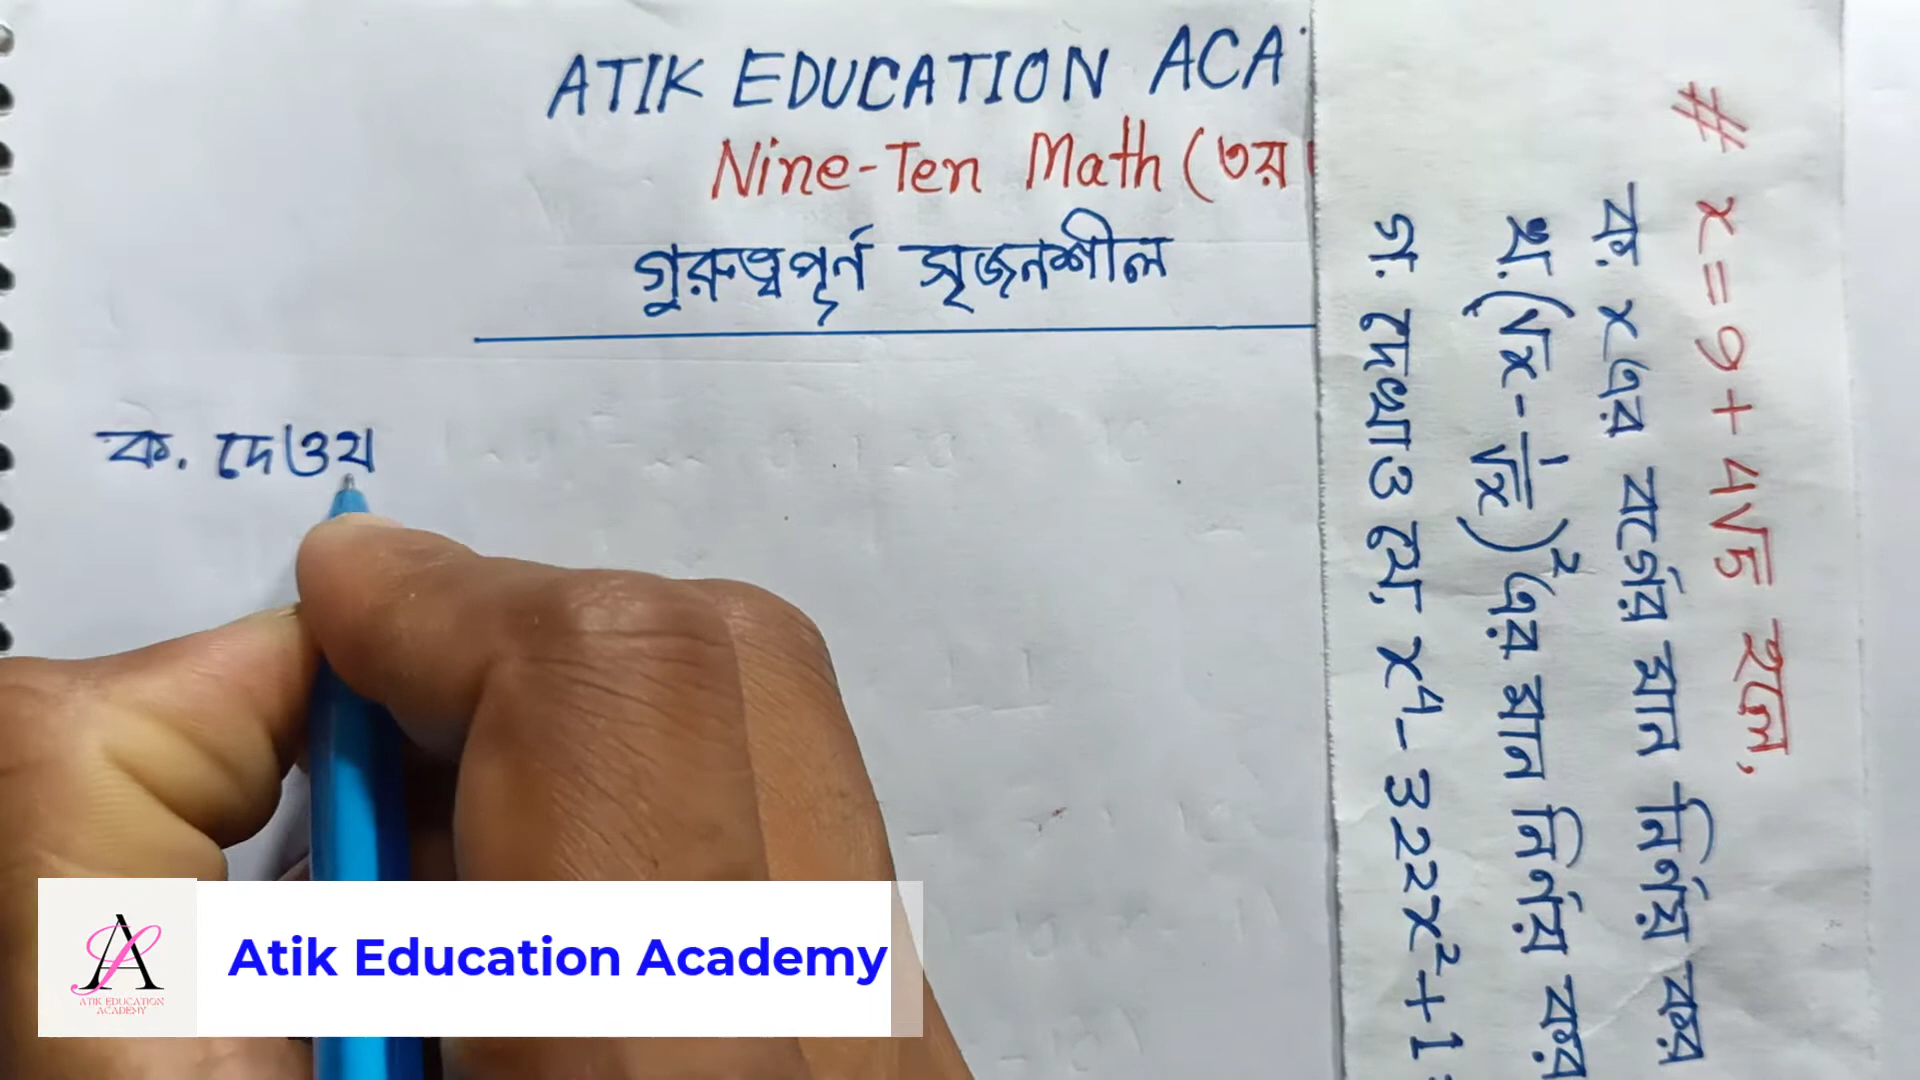 ATIK EDUCATION ACA
Nine-Ten Math (৩য়
গুরুত্বপূর্ন সৃজনশীল
ক. দেওয
# x = 9 + 4√5 হলে,
ক. x এর বর্গের মান নির্ণয় কর
খ. (√x - 1/√x)² এর মান নির্ণয় কর
গ. দেখাও যে, x⁴ - 322x² + 1 =
Atik Education Academy
ATIK EDUCATION
ACADEMY